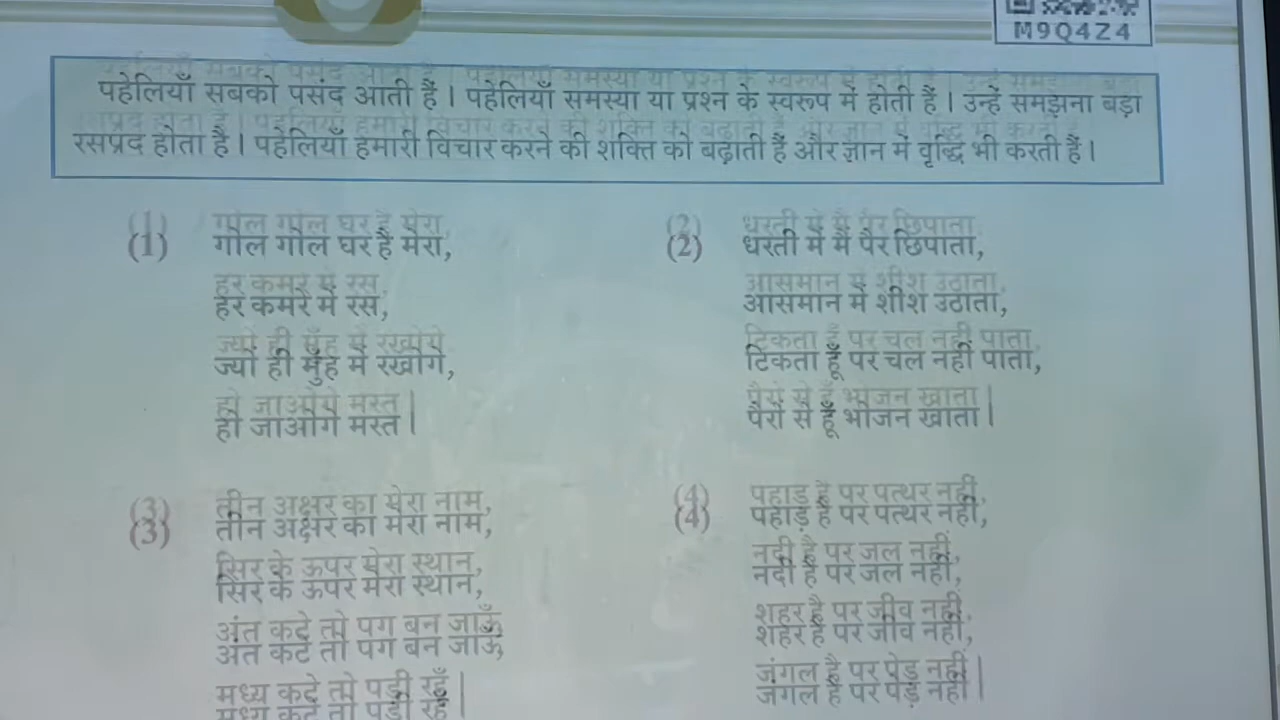 M9Q4Z4
पहेलियाँ सबको पसंद आती हैं। पहेलियाँ समस्या या प्रश्न के स्वरूप में होती हैं। उन्हें समझना बड़ा
रसप्रद होता है। पहेलियाँ हमारी विचार करने की शक्ति को बढ़ाती हैं और ज्ञान में वृद्धि भी करती हैं।
(1) गोल गोल घर है मेरा,
हर कमरे में रस,
ज्यों ही मुँह में रखोगे,
हो जाओगे मस्त।
(2) धरती में मैं पैर छिपाता,
आसमान में शीश उठाता,
टिकता हूँ पर चल नहीं पाता,
पैरों से हूँ भोजन खाता।
(3) तीन अक्षर का मेरा नाम,
सिर के ऊपर मेरा स्थान,
अंत कटे तो पग बन जाऊँ,
मध्य कटे तो पड़ी रहूँ।
(4) पहाड़ है पर पत्थर नहीं,
नदी है पर जल नहीं,
शहर है पर जीव नहीं,
जंगल है पर पेड़ नहीं।